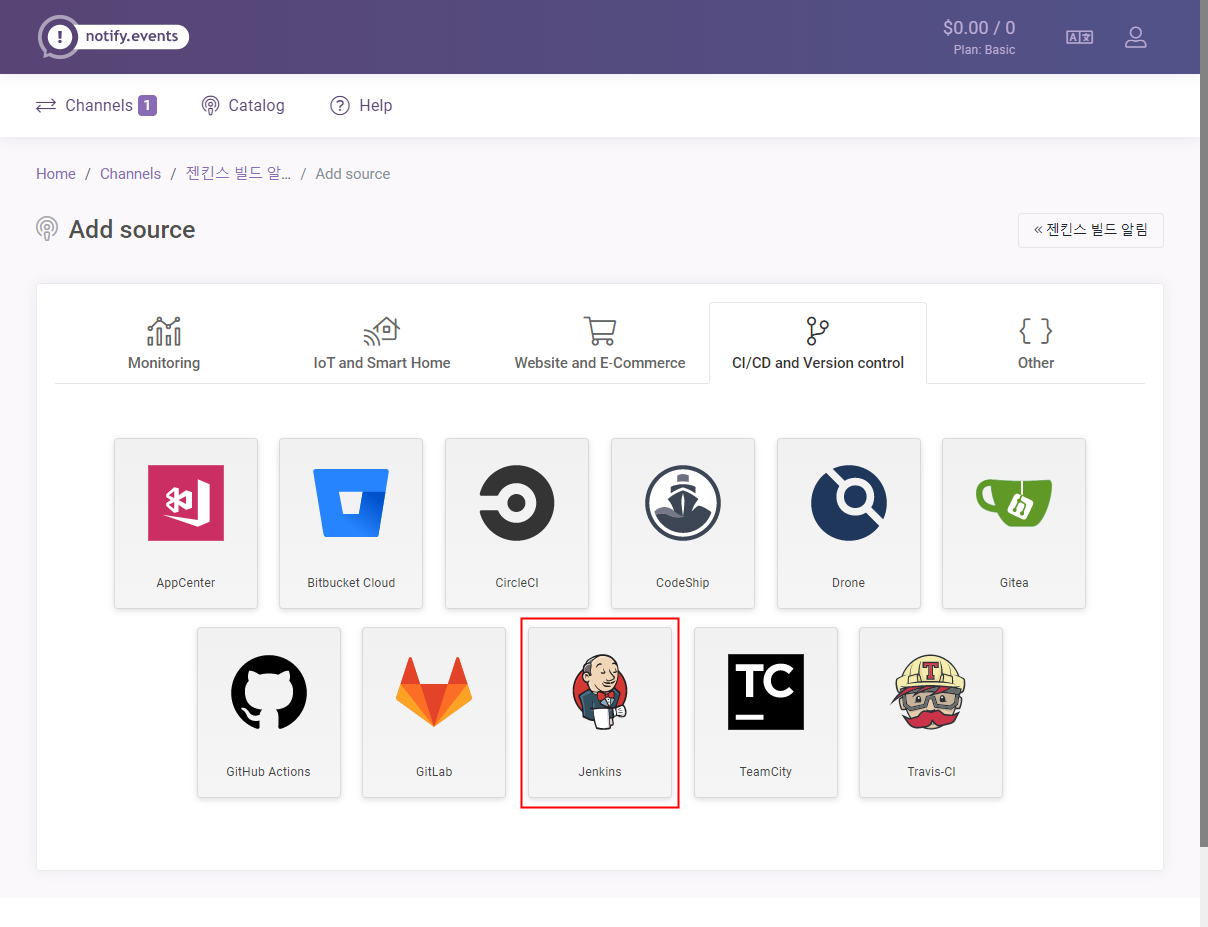 ! notify.events
$0.00 / 0
Plan: Basic
A 文
Channels 1
Catalog
? Help
Home / Channels / 젠킨스 빌드 알... / Add source
Add source
« 젠킨스 빌드 알림
Monitoring
IoT and Smart Home
Website and E-Commerce
CI/CD and Version control
{ } Other
AppCenter
Bitbucket Cloud
CircleCI
CodeShip
Drone
Gitea
GitHub Actions
GitLab
Jenkins
TC
TeamCity
T
Travis-CI